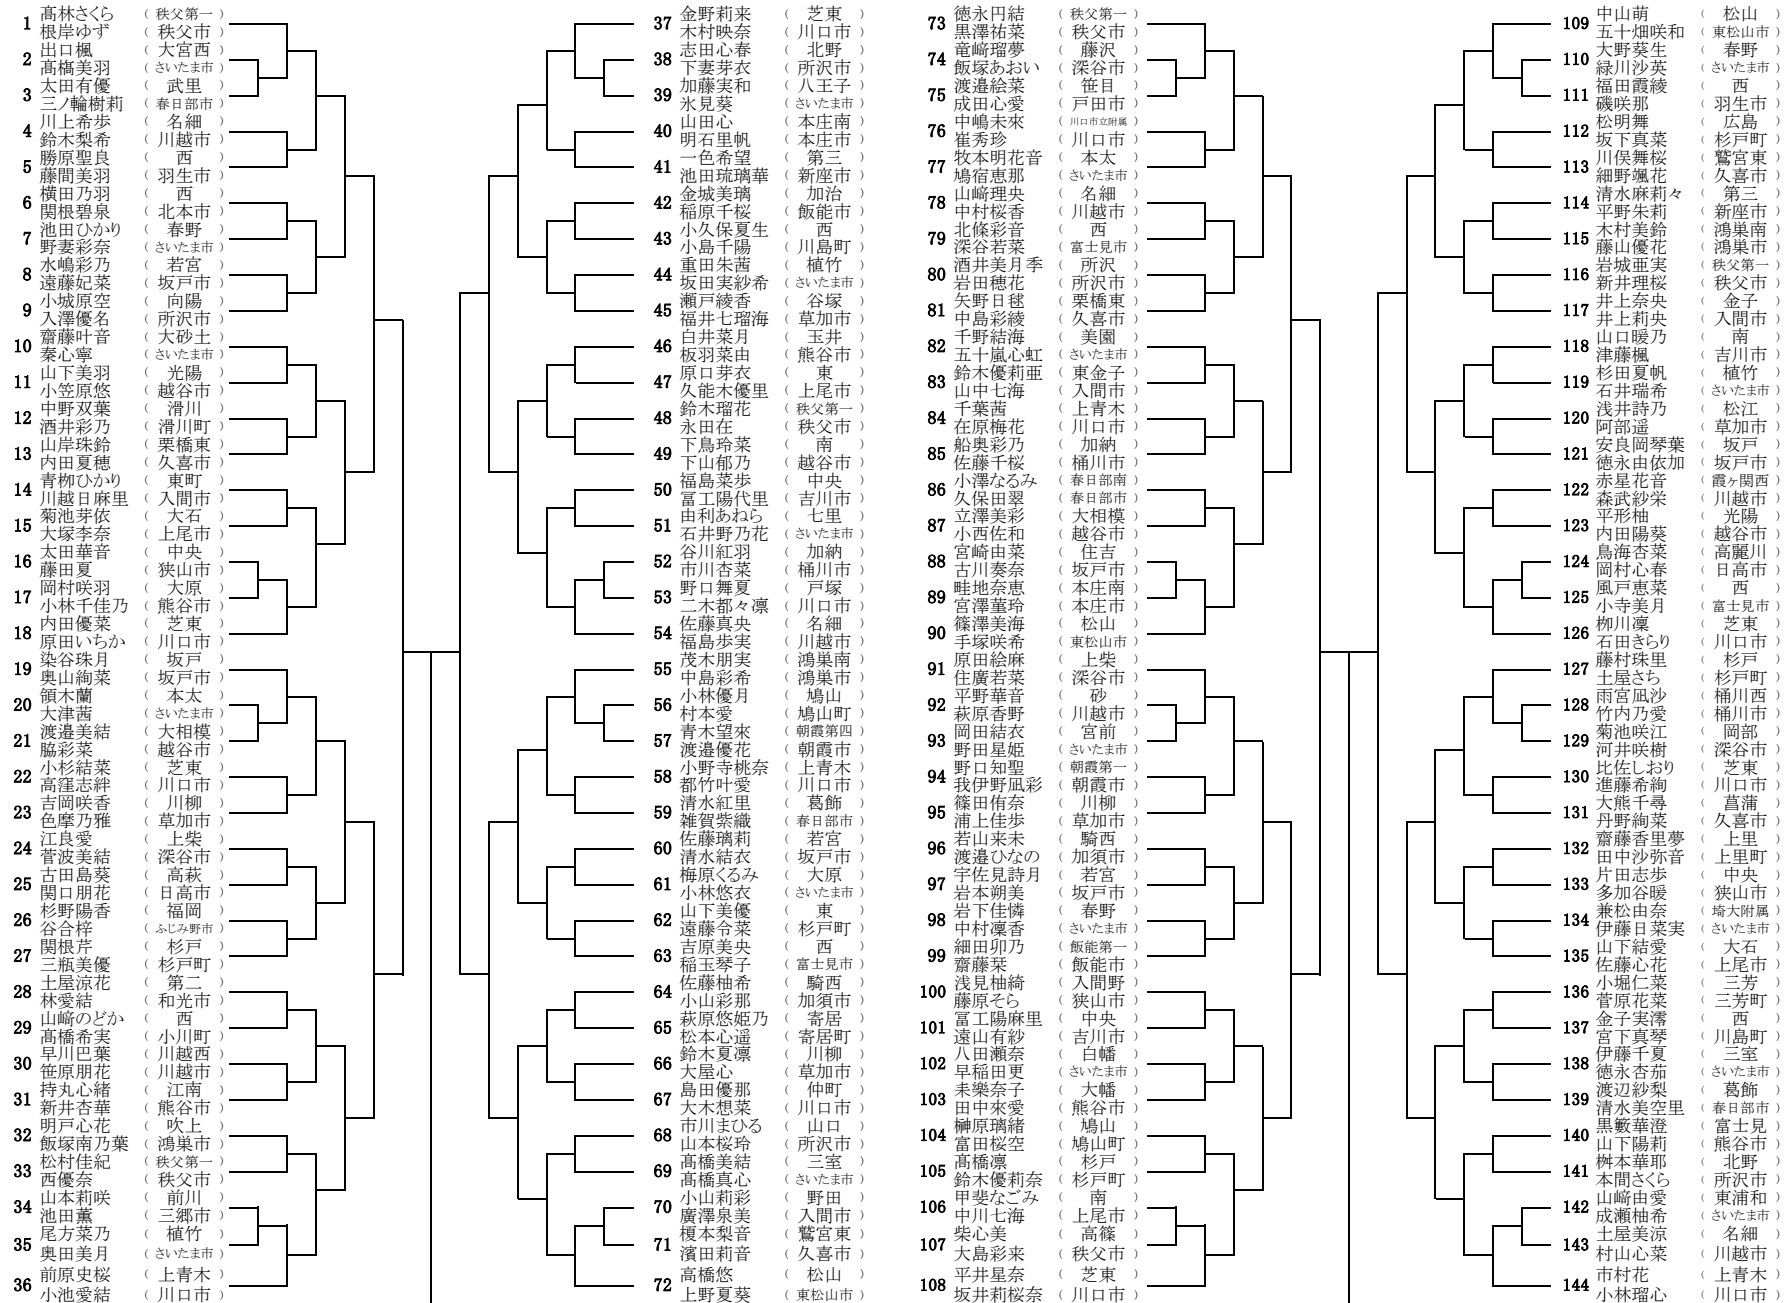 1 髙林さくら （ 秩父第一 ）
根岸ゆず （ 秩父市 ）
2 出口楓 （ 大宮西 ）
髙橋美羽 （ さいたま市 ）
3 太田有優 （ 武里 ）
三ノ輪樹莉 （ 春日部市 ）
4 川上希歩 （ 名細 ）
鈴木梨希 （ 川越市 ）
5 勝原聖良 （ 西 ）
藤間美羽 （ 羽生市 ）
6 横田乃羽 （ 西 ）
関根碧泉 （ 北本市 ）
7 池田ひかり （ 春野 ）
野妻彩奈 （ さいたま市 ）
8 水嶋彩乃 （ 若宮 ）
遠藤妃菜 （ 坂戸市 ）
9 小城原空 （ 向陽 ）
入澤優名 （ 所沢市 ）
10 齋藤叶音 （ 大砂土 ）
秦心寧 （ さいたま市 ）
11 山下美羽 （ 光陽 ）
小笠原悠 （ 越谷市 ）
12 中野双葉 （ 滑川 ）
酒井彩乃 （ 滑川町 ）
13 山岸珠鈴 （ 栗橋東 ）
内田夏穂 （ 久喜市 ）
14 青栁ひかり （ 東町 ）
川越日麻里 （ 入間市 ）
15 菊池芽依 （ 大石 ）
大塚李奈 （ 上尾市 ）
16 太田華音 （ 中央 ）
藤田夏 （ 狭山市 ）
17 岡村咲羽 （ 大原 ）
小林千佳乃 （ 熊谷市 ）
18 内田優菜 （ 芝東 ）
原田いちか （ 川口市 ）
19 染谷珠月 （ 坂戸 ）
奥山絢菜 （ 坂戸市 ）
20 領木蘭 （ 本太 ）
大津茜 （ さいたま市 ）
21 渡邉美結 （ 大相模 ）
脇彩菜 （ 越谷市 ）
22 小杉結菜 （ 芝東 ）
高窪志絆 （ 川口市 ）
23 吉岡咲香 （ 川柳 ）
色摩乃雅 （ 草加市 ）
24 江良愛 （ 上柴 ）
菅波美結 （ 深谷市 ）
25 古田島葵 （ 高萩 ）
関口朋花 （ 日高市 ）
26 杉野陽香 （ 福岡 ）
谷合梓 （ ふじみ野市 ）
27 関根芹 （ 杉戸 ）
三瓶美優 （ 杉戸町 ）
28 土屋涼花 （ 第二 ）
林愛結 （ 和光市 ）
29 山﨑のどか （ 西 ）
髙橋希実 （ 小川町 ）
30 早川巴葉 （ 川越西 ）
笹原朋花 （ 川越市 ）
31 持丸心緒 （ 江南 ）
新井杏華 （ 熊谷市 ）
32 明戸心花 （ 吹上 ）
飯塚南乃葉 （ 鴻巣市 ）
33 松村佳紀 （ 秩父第一 ）
西優奈 （ 秩父市 ）
34 山本莉咲 （ 前川 ）
池田薫 （ 三郷市 ）
35 尾方菜乃 （ 植竹 ）
奥田美月 （ さいたま市 ）
36 前原史桜 （ 上青木 ）
小池愛結 （ 川口市 ）
37 金野莉来 （ 芝東 ）
木村映奈 （ 川口市 ）
38 志田心春 （ 北野 ）
下妻芽衣 （ 所沢市 ）
39 加藤実和 （ 八王子 ）
氷見葵 （ さいたま市 ）
40 山田心 （ 本庄南 ）
明石里帆 （ 本庄市 ）
41 一色希望 （ 第三 ）
池田琉璃華 （ 新座市 ）
42 金城美璃 （ 加治 ）
稲原千桜 （ 飯能市 ）
43 小久保夏生 （ 西 ）
小島千陽 （ 川島町 ）
44 重田朱茜 （ 植竹 ）
坂田実紗希 （ さいたま市 ）
45 瀬戸綾香 （ 谷塚 ）
福井七瑠海 （ 草加市 ）
46 白井菜月 （ 玉井 ）
板羽菜由 （ 熊谷市 ）
47 原口芽衣 （ 東 ）
久能木優里 （ 上尾市 ）
48 鈴木瑠花 （ 秩父第一 ）
永田在 （ 秩父市 ）
49 下鳥玲菜 （ 南 ）
下山郁乃 （ 越谷市 ）
50 福島菜歩 （ 中央 ）
冨工陽代里 （ 吉川市 ）
51 由利あねら （ 七里 ）
石井野乃花 （ さいたま市 ）
52 谷川紅羽 （ 加納 ）
市川杏菜 （ 桶川市 ）
53 野口舞夏 （ 戸塚 ）
二木都々凛 （ 川口市 ）
54 佐藤真央 （ 名細 ）
福島歩実 （ 川越市 ）
55 茂木朋実 （ 鴻巣南 ）
中島彩希 （ 鴻巣市 ）
56 小林優月 （ 鳩山 ）
村本愛 （ 鳩山町 ）
57 青木望來 （ 朝霞第四 ）
渡邉優花 （ 朝霞市 ）
58 小野寺桃奈 （ 上青木 ）
都竹叶愛 （ 川口市 ）
59 清水紅里 （ 葛飾 ）
雑賀紫織 （ 春日部市 ）
60 佐藤璃莉 （ 若宮 ）
清水結衣 （ 坂戸市 ）
61 梅原くるみ （ 大原 ）
小林悠衣 （ さいたま市 ）
62 山下美優 （ 東 ）
遠藤令菜 （ 杉戸町 ）
63 吉原美央 （ 西 ）
稲玉琴子 （ 富士見市 ）
64 佐藤柚希 （ 騎西 ）
小山彩那 （ 加須市 ）
65 萩原悠姫乃 （ 寄居 ）
松本心遥 （ 寄居町 ）
66 鈴木夏凛 （ 川柳 ）
大屋心 （ 草加市 ）
67 島田優那 （ 仲町 ）
大木想菜 （ 川口市 ）
68 市川まひる （ 山口 ）
山本桜玲 （ 所沢市 ）
69 髙橋美結 （ 三室 ）
髙橋真心 （ さいたま市 ）
70 小山莉彩 （ 野田 ）
廣澤泉美 （ 入間市 ）
71 榎本梨音 （ 鷲宮東 ）
濱田莉音 （ 久喜市 ）
72 高橋悠 （ 松山 ）
上野夏葵 （ 東松山市 ）
73 徳永円結 （ 秩父第一 ）
黒澤祐菜 （ 秩父市 ）
74 竜﨑瑠夢 （ 藤沢 ）
飯塚あおい （ 深谷市 ）
75 渡邉絵菜 （ 笹目 ）
成田心愛 （ 戸田市 ）
76 中嶋未來 （ 川口市立附属 ）
崔秀珍 （ 川口市 ）
77 牧本明花音 （ 本太 ）
鳩宿恵那 （ さいたま市 ）
78 山﨑理央 （ 名細 ）
中村桜香 （ 川越市 ）
79 北條彩音 （ 西 ）
深谷若菜 （ 富士見市 ）
80 酒井美月季 （ 所沢 ）
岩田穂花 （ 所沢市 ）
81 矢野日毬 （ 栗橋東 ）
中島彩綾 （ 久喜市 ）
82 千野結海 （ 美園 ）
五十嵐心虹 （ さいたま市 ）
83 鈴木優莉亜 （ 東金子 ）
山中七海 （ 入間市 ）
84 千葉茜 （ 上青木 ）
在原梅花 （ 川口市 ）
85 船奥彩乃 （ 加納 ）
佐藤千桜 （ 桶川市 ）
86 小澤なるみ （ 春日部南 ）
久保田翠 （ 春日部市 ）
87 立澤美彩 （ 大相模 ）
小西佐和 （ 越谷市 ）
88 宮崎由菜 （ 住吉 ）
古川奏奈 （ 坂戸市 ）
89 畦地奈恵 （ 本庄南 ）
宮澤菫玲 （ 本庄市 ）
90 篠澤美海 （ 松山 ）
手塚咲希 （ 東松山市 ）
91 原田絵麻 （ 上柴 ）
住廣若菜 （ 深谷市 ）
92 平野華音 （ 砂 ）
萩原香野 （ 川越市 ）
93 岡田結衣 （ 宮前 ）
野田星姫 （ さいたま市 ）
94 野口知聖 （ 朝霞第一 ）
我伊野凪彩 （ 朝霞市 ）
95 篠田侑奈 （ 川柳 ）
浦上佳歩 （ 草加市 ）
96 若山来未 （ 騎西 ）
渡邉ひなの （ 加須市 ）
97 宇佐見詩月 （ 若宮 ）
岩本朔美 （ 坂戸市 ）
98 岩下佳憐 （ 春野 ）
中村凜香 （ さいたま市 ）
99 細田卯乃 （ 飯能第一 ）
齋藤栞 （ 飯能市 ）
100 浅見柚綺 （ 入間野 ）
藤原そら （ 狭山市 ）
101 冨工陽麻里 （ 中央 ）
遠山有紗 （ 吉川市 ）
102 八田瀬奈 （ 白幡 ）
早稲田更 （ さいたま市 ）
103 耒樂奈子 （ 大幡 ）
田中來愛 （ 熊谷市 ）
104 榊原璃緒 （ 鳩山 ）
富田桜空 （ 鳩山町 ）
105 髙橋凛 （ 杉戸 ）
鈴木優莉奈 （ 杉戸町 ）
106 甲斐なごみ （ 南 ）
中川七海 （ 上尾市 ）
107 柴心美 （ 高篠 ）
大島彩来 （ 秩父市 ）
108 平井星奈 （ 芝東 ）
坂井莉桜奈 （ 川口市 ）
109 中山萌 （ 松山 ）
五十畑咲和 （ 東松山市 ）
110 大野葵生 （ 春野 ）
緑川沙英 （ さいたま市 ）
111 福田霞綾 （ 西 ）
磯咲那 （ 羽生市 ）
112 松明舞 （ 広島 ）
坂下真菜 （ 杉戸町 ）
113 川俣舞桜 （ 鷲宮東 ）
細野颯花 （ 久喜市 ）
114 清水麻莉々 （ 第三 ）
平野朱莉 （ 新座市 ）
115 木村美鈴 （ 鴻巣南 ）
藤山優花 （ 鴻巣市 ）
116 岩城亜実 （ 秩父第一 ）
新井理桜 （ 秩父市 ）
117 井上奈央 （ 金子 ）
井上莉央 （ 入間市 ）
118 山口暖乃 （ 南 ）
津藤楓 （ 吉川市 ）
119 杉田夏帆 （ 植竹 ）
石井瑞希 （ さいたま市 ）
120 浅井詩乃 （ 松江 ）
阿部遥 （ 草加市 ）
121 安良岡琴葉 （ 坂戸 ）
徳永由依加 （ 坂戸市 ）
122 赤星花音 （ 霞ヶ関西 ）
森武紗栄 （ 川越市 ）
123 平形柚 （ 光陽 ）
内田陽葵 （ 越谷市 ）
124 鳥海杏菜 （ 高麗川 ）
岡村心春 （ 日高市 ）
125 風戸恵菜 （ 西 ）
小寺美月 （ 富士見市 ）
126 栁川凜 （ 芝東 ）
石田きらり （ 川口市 ）
127 藤村珠里 （ 杉戸 ）
土屋さち （ 杉戸町 ）
128 雨宮凪沙 （ 桶川西 ）
竹内乃愛 （ 桶川市 ）
129 菊池咲江 （ 岡部 ）
河井咲樹 （ 深谷市 ）
130 比佐しおり （ 芝東 ）
進藤希絢 （ 川口市 ）
131 大熊千尋 （ 菖蒲 ）
丹野絢菜 （ 久喜市 ）
132 齋藤香里夢 （ 上里 ）
田中沙弥音 （ 上里町 ）
133 片田志歩 （ 中央 ）
多加谷暖 （ 狭山市 ）
134 兼松由奈 （ 埼大附属 ）
伊藤日菜実 （ さいたま市 ）
135 山下結愛 （ 大石 ）
佐藤心花 （ 上尾市 ）
136 小堀仁菜 （ 三芳 ）
菅原花菜 （ 三芳町 ）
137 金子実澪 （ 西 ）
宮下真琴 （ 川島町 ）
138 伊藤千夏 （ 三室 ）
徳永杏茄 （ さいたま市 ）
139 渡辺紗梨 （ 葛飾 ）
清水美空里 （ 春日部市 ）
140 黒籔華澄 （ 富士見 ）
山下陽莉 （ 熊谷市 ）
141 桝本華耶 （ 北野 ）
本間さくら （ 所沢市 ）
142 山﨑由愛 （ 東浦和 ）
成瀬柚希 （ さいたま市 ）
143 土屋美涼 （ 名細 ）
村山心菜 （ 川越市 ）
144 市村花 （ 上青木 ）
小林瑠心 （ 川口市 ）